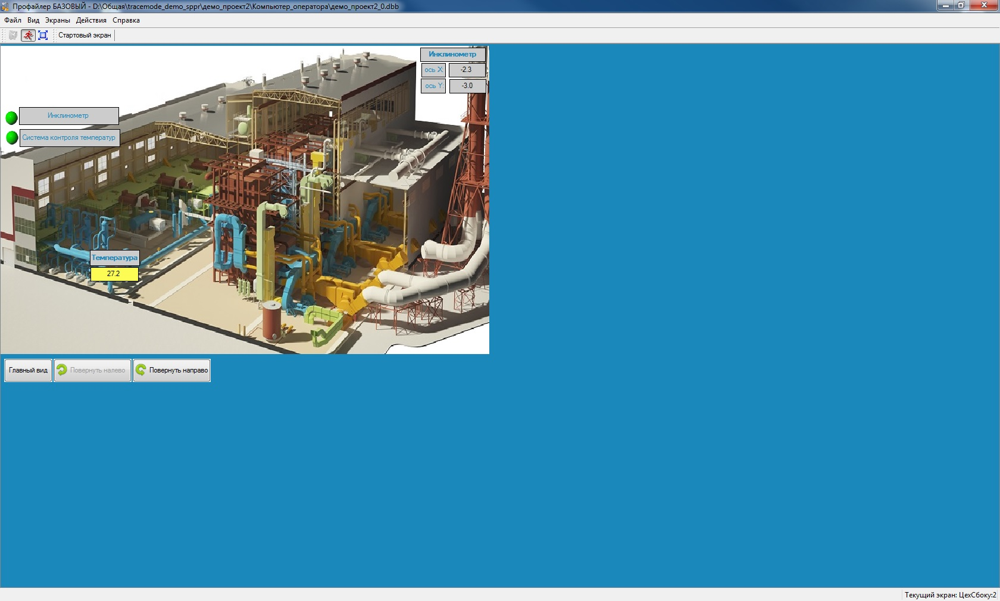 Профайлер БАЗОВЫЙ - D:\Общая\tracemode_demo_sppr\демо_проект2\Компьютер_оператора\демо_проект2_0.dbb
Файл Вид Экраны Действия Справка
Стартовый экран
Инклинометр
ось X: -2.3
ось Y: -3.0
Инклинометр
Система контроля температур
Температура
27.2
Главный вид Повернуть налево Повернуть направо
Текущий экран: ЦехСбоку:2